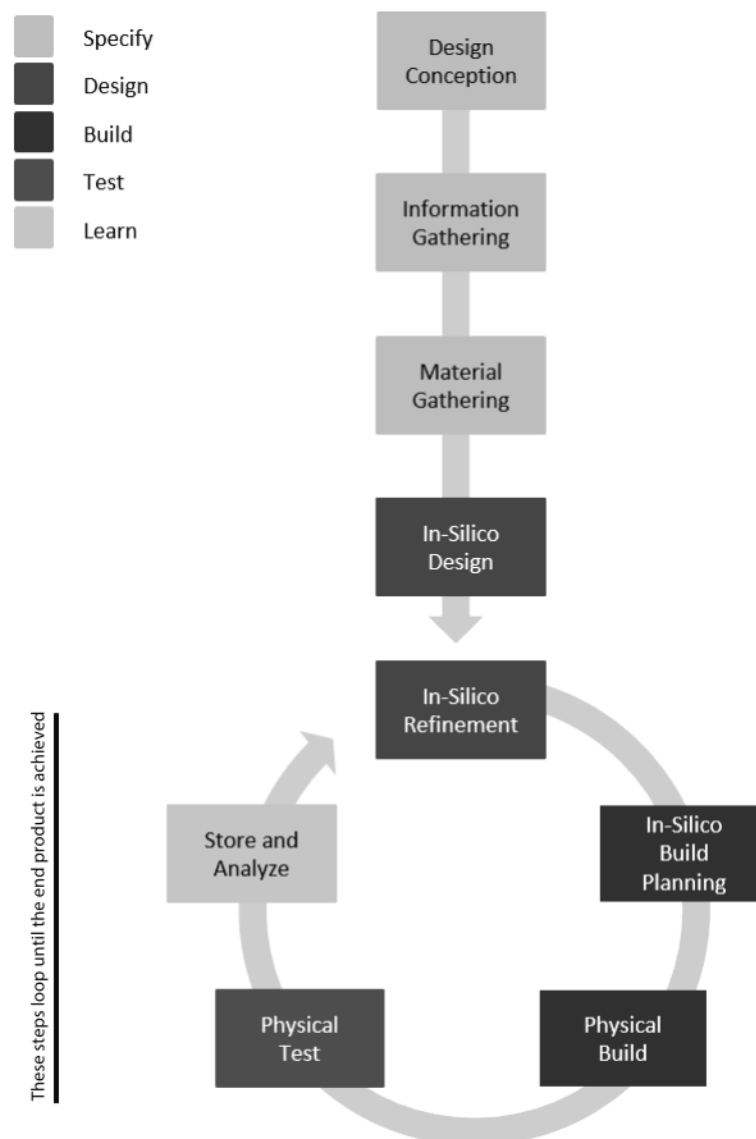 Specify
Design
Build
Test
Learn
Design
Conception
Information
Gathering
Material
Gathering
In-Silico
Design
In-Silico
Refinement
In-Silico
Build
Planning
Physical
Build
Physical
Test
Store and
Analyze
These steps loop until the end product is achieved